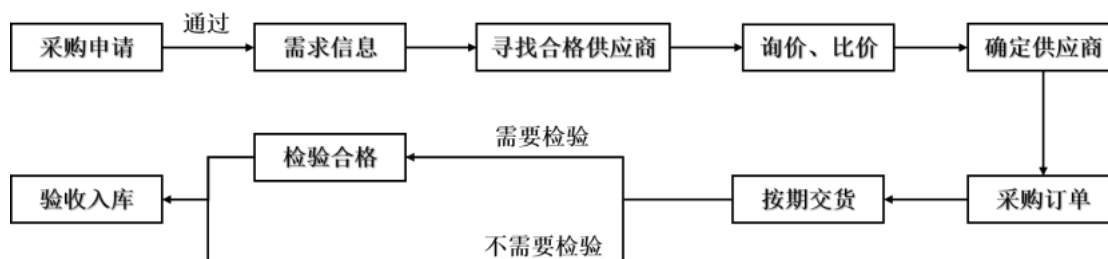 通过
采购申请
需求信息
寻找合格供应商
询价、比价
确定供应商
需要检验
检验合格
验收入库
按期交货
采购订单
不需要检验